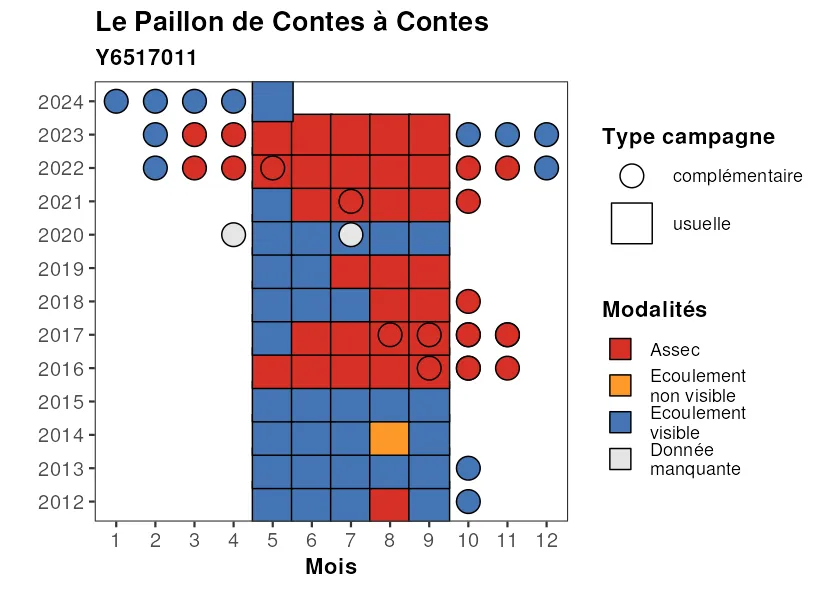 Le Paillon de Contes à Contes
Y6517011
2024
2023
2022
2021
2020
2019
2018
2017
2016
2015
2014
2013
2012
1 2 3 4 5 6 7 8 9 10 11 12
Mois
Type campagne
complémentaire
usuelle
Modalités
Assec
Ecoulement
non visible
Ecoulement
visible
Donnée
manquante